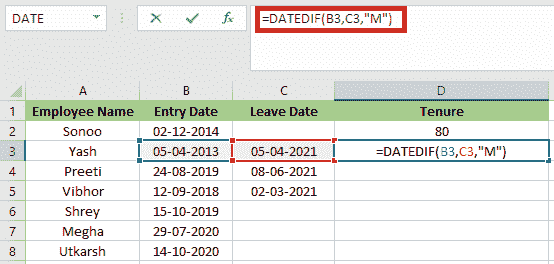 DATE fx =DATEDIF(B3,C3,"M")
A B C D
1 Employee Name Entry Date Leave Date Tenure
2 Sonoo 02-12-2014 80
3 Yash 05-04-2013 05-04-2021 =DATEDIF(B3,C3,"M")
4 Preeti 24-08-2019 08-06-2021
5 Vibhor 12-09-2018 02-03-2021
6 Shrey 15-10-2019
7 Megha 29-07-2020
8 Utkarsh 14-10-2020